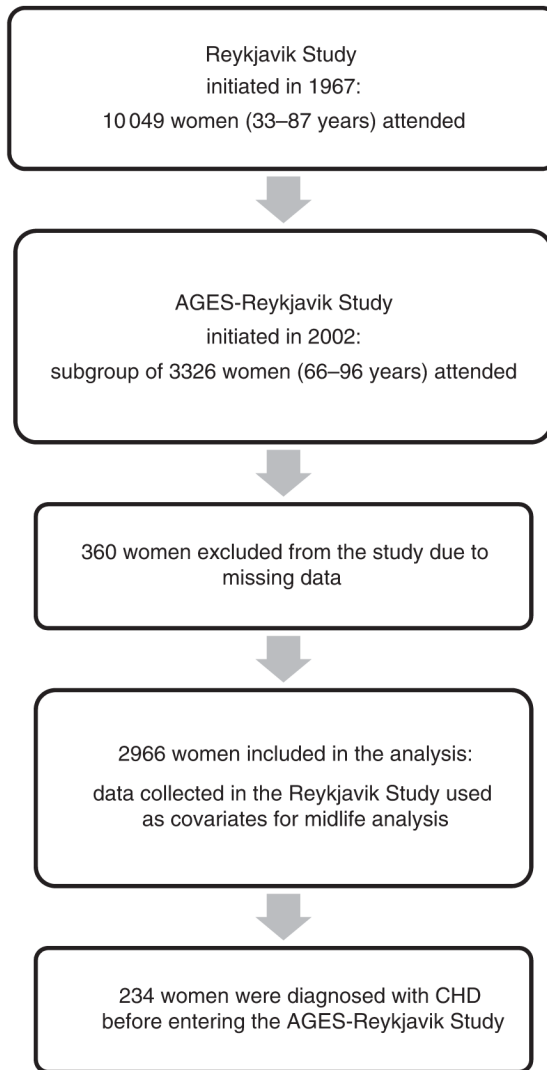 Reykjavik Study
initiated in 1967:
10 049 women (33–87 years) attended
AGES-Reykjavik Study
initiated in 2002:
subgroup of 3326 women (66–96 years) attended
360 women excluded from the study due to
missing data
2966 women included in the analysis:
data collected in the Reykjavik Study used
as covariates for midlife analysis
234 women were diagnosed with CHD
before entering the AGES-Reykjavik Study